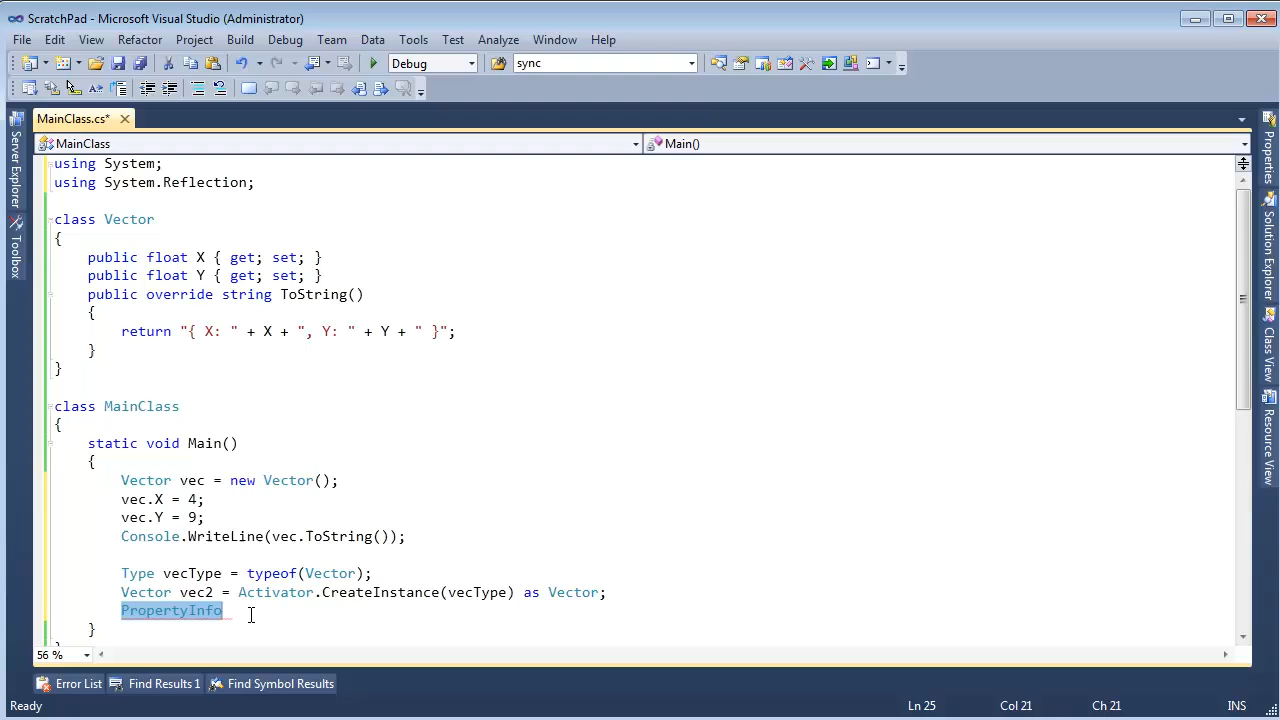 ScratchPad - Microsoft Visual Studio (Administrator)
File Edit View Refactor Project Build Debug Team Data Tools Test Analyze Window Help
Debug sync
MainClass.cs*
MainClass Main()
Server Explorer
Toolbox
using System;
using System.Reflection;
class Vector
{
public float X { get; set; }
public float Y { get; set; }
public override string ToString()
{
return "{ X: " + X + ", Y: " + Y + " }";
}
}
class MainClass
{
static void Main()
{
Vector vec = new Vector();
vec.X = 4;
vec.Y = 9;
Console.WriteLine(vec.ToString());
Type vecType = typeof(Vector);
Vector vec2 = Activator.CreateInstance(vecType) as Vector;
PropertyInfo
}
Properties
Solution Explorer
Class View
Resource View
56 %
Error List Find Results 1 Find Symbol Results
Ready Ln 25 Col 21 Ch 21 INS